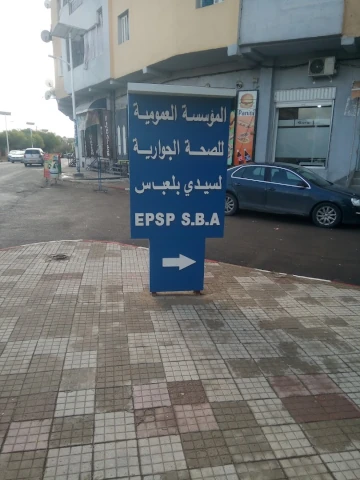 المؤسسة العمومية
للصحة الجوارية
لسيدي بلعباس
EPSP S.B.A